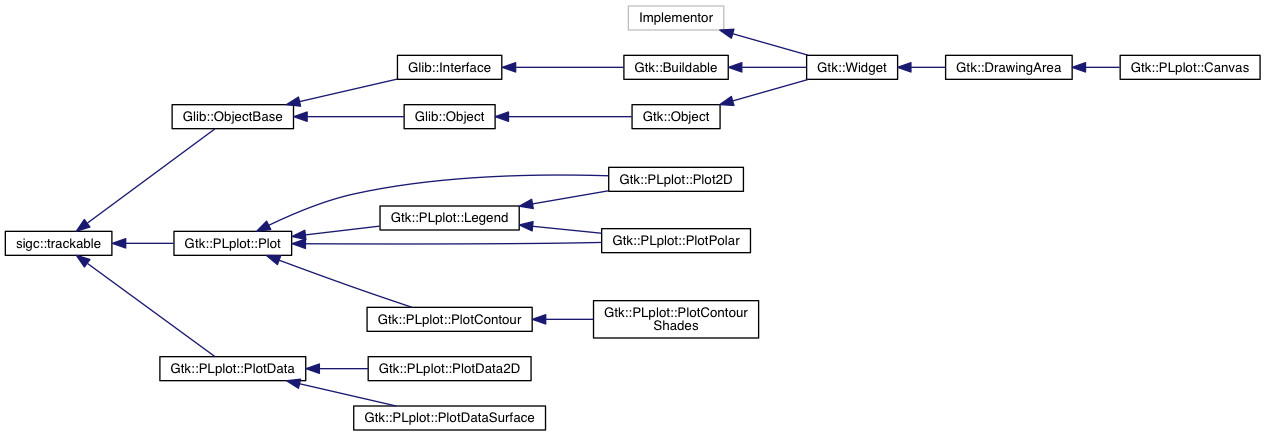 Implementor
Glib::Interface
Gtk::Buildable
Gtk::Widget
Gtk::DrawingArea
Gtk::PLplot::Canvas
Glib::ObjectBase
Glib::Object
Gtk::Object
Gtk::PLplot::Plot2D
Gtk::PLplot::Legend
sigc::trackable
Gtk::PLplot::Plot
Gtk::PLplot::PlotPolar
Gtk::PLplot::PlotContour
Gtk::PLplot::PlotContour
Shades
Gtk::PLplot::PlotData
Gtk::PLplot::PlotData2D
Gtk::PLplot::PlotDataSurface